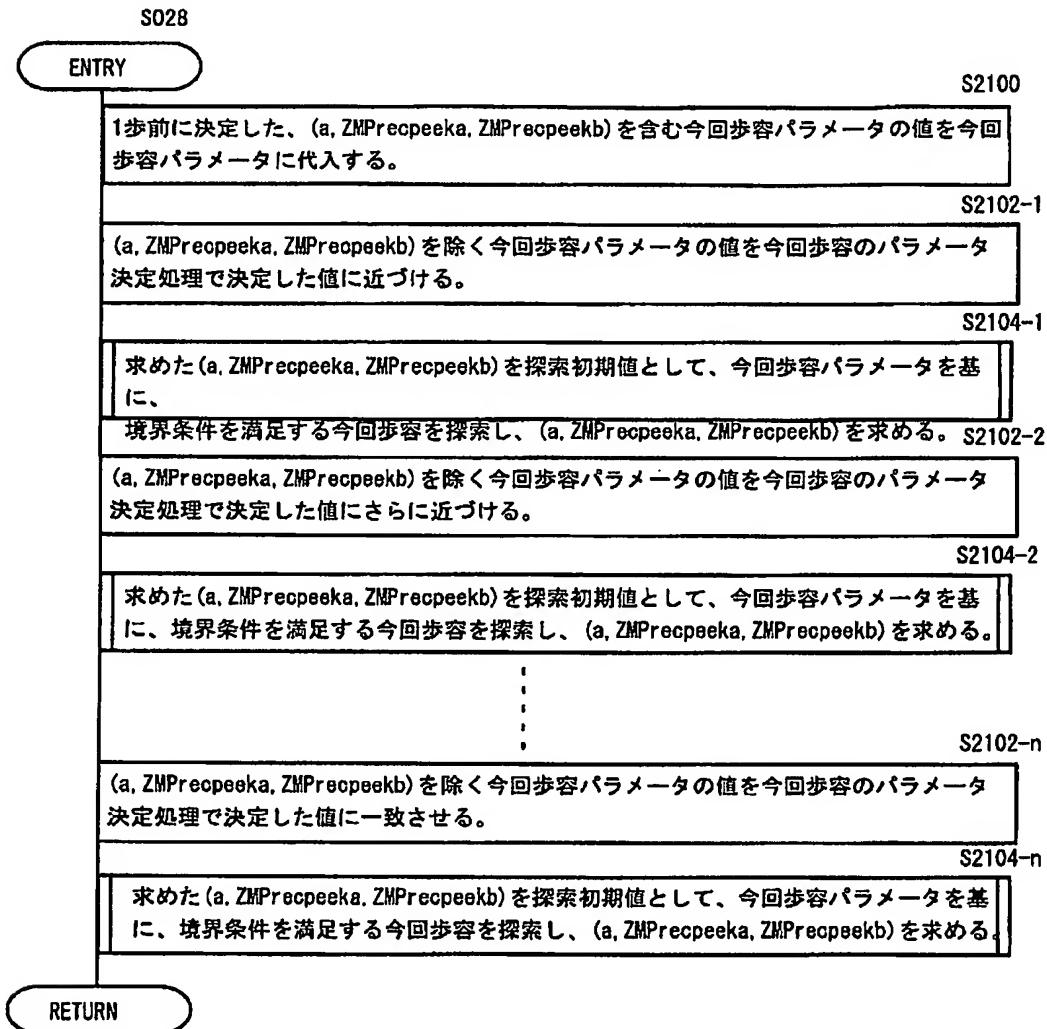 S028
ENTRY
S2100
1歩前に決定した、(a, ZMPrecpeeka, ZMPrecpeekb)を含む今回歩容パラメータの値を今回
歩容パラメータに代入する。
S2102-1
(a, ZMPrecpeeka, ZMPrecpeekb)を除く今回歩容パラメータの値を今回歩容のパラメータ
決定処理で決定した値に近づける。
S2104-1
求めた(a, ZMPrecpeeka, ZMPrecpeekb)を探索初期値として、今回歩容パラメータを基
に、
境界条件を満足する今回歩容を探索し、(a, ZMPrecpeeka, ZMPrecpeekb)を求める。
S2102-2
(a, ZMPrecpeeka, ZMPrecpeekb)を除く今回歩容パラメータの値を今回歩容のパラメータ
決定処理で決定した値にさらに近づける。
S2104-2
求めた(a, ZMPrecpeeka, ZMPrecpeekb)を探索初期値として、今回歩容パラメータを基
に、境界条件を満足する今回歩容を探索し、(a, ZMPrecpeeka, ZMPrecpeekb)を求める。
S2102-n
(a, ZMPrecpeeka, ZMPrecpeekb)を除く今回歩容パラメータの値を今回歩容のパラメータ
決定処理で決定した値に一致させる。
S2104-n
求めた(a, ZMPrecpeeka, ZMPrecpeekb)を探索初期値として、今回歩容パラメータを基
に、境界条件を満足する今回歩容を探索し、(a, ZMPrecpeeka, ZMPrecpeekb)を求める。
RETURN